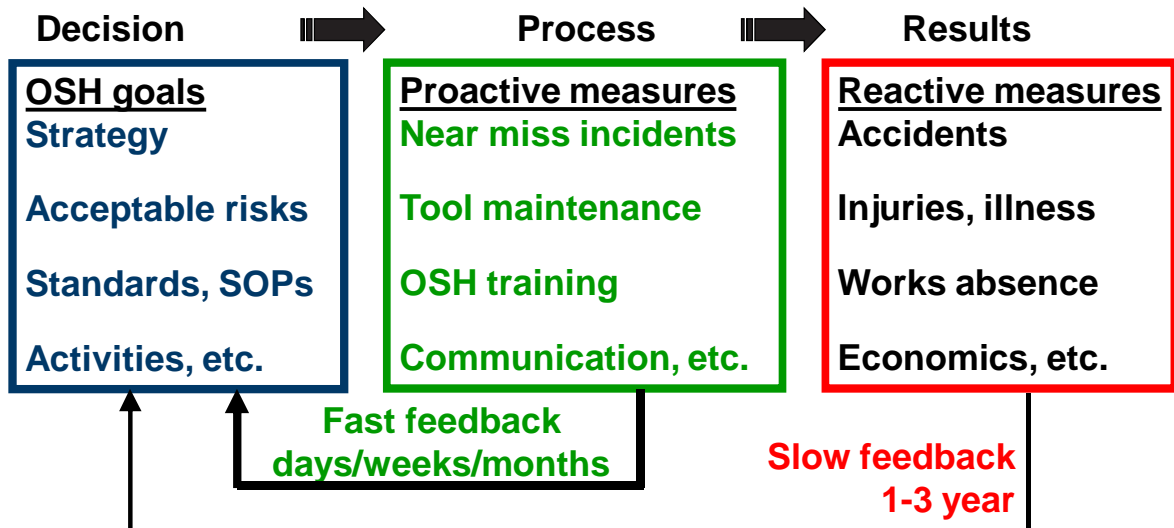 Decision
Process
Results
OSH goals
Strategy
Acceptable risks
Standards, SOPs
Activities, etc.
Proactive measures
Near miss incidents
Tool maintenance
OSH training
Communication, etc.
Reactive measures
Accidents
Injuries, illness
Works absence
Economics, etc.
Fast feedback
days/weeks/months
Slow feedback
1-3 year